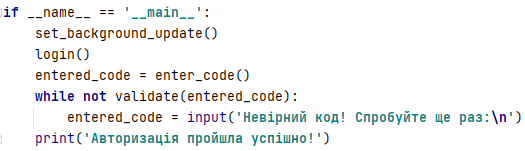 if __name__ == '__main__':
    set_background_update()
    login()
    entered_code = enter_code()
    while not validate(entered_code):
        entered_code = input('Невірний код! Спробуйте ще раз:\n')
    print('Авторизація пройшла успішно!')